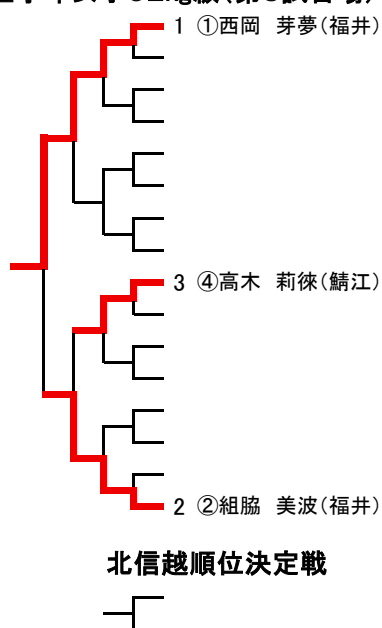 1 ①西岡 芽夢(福井)
3 ④高木 莉徠(鯖江)
2 ②組脇 美波(福井)
北信越順位決定戦